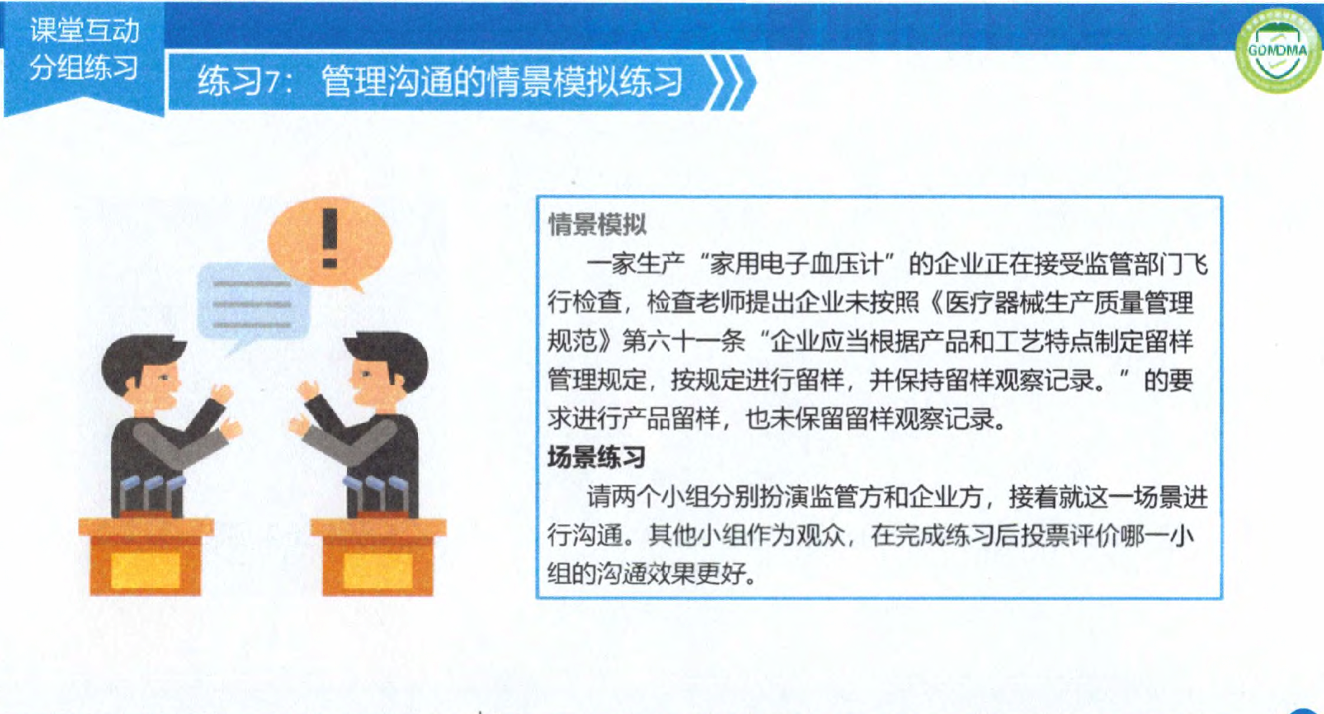 课堂互动
分组练习
练习7： 管理沟通的情景模拟练习
GDMDMA
情景模拟
一家生产“家用电子血压计”的企业正在接受监管部门飞
行检查，检查老师提出企业未按照《医疗器械生产质量管理
规范》第六十一条“企业应当根据产品和工艺特点制定留样
管理规定，按规定进行留样，并保持留样观察记录。”的要
求进行产品留样，也未保留留样观察记录。
场景练习
请两个小组分别扮演监管方和企业方，接着就这一场景进
行沟通。其他小组作为观众，在完成练习后投票评价哪一小
组的沟通效果更好。